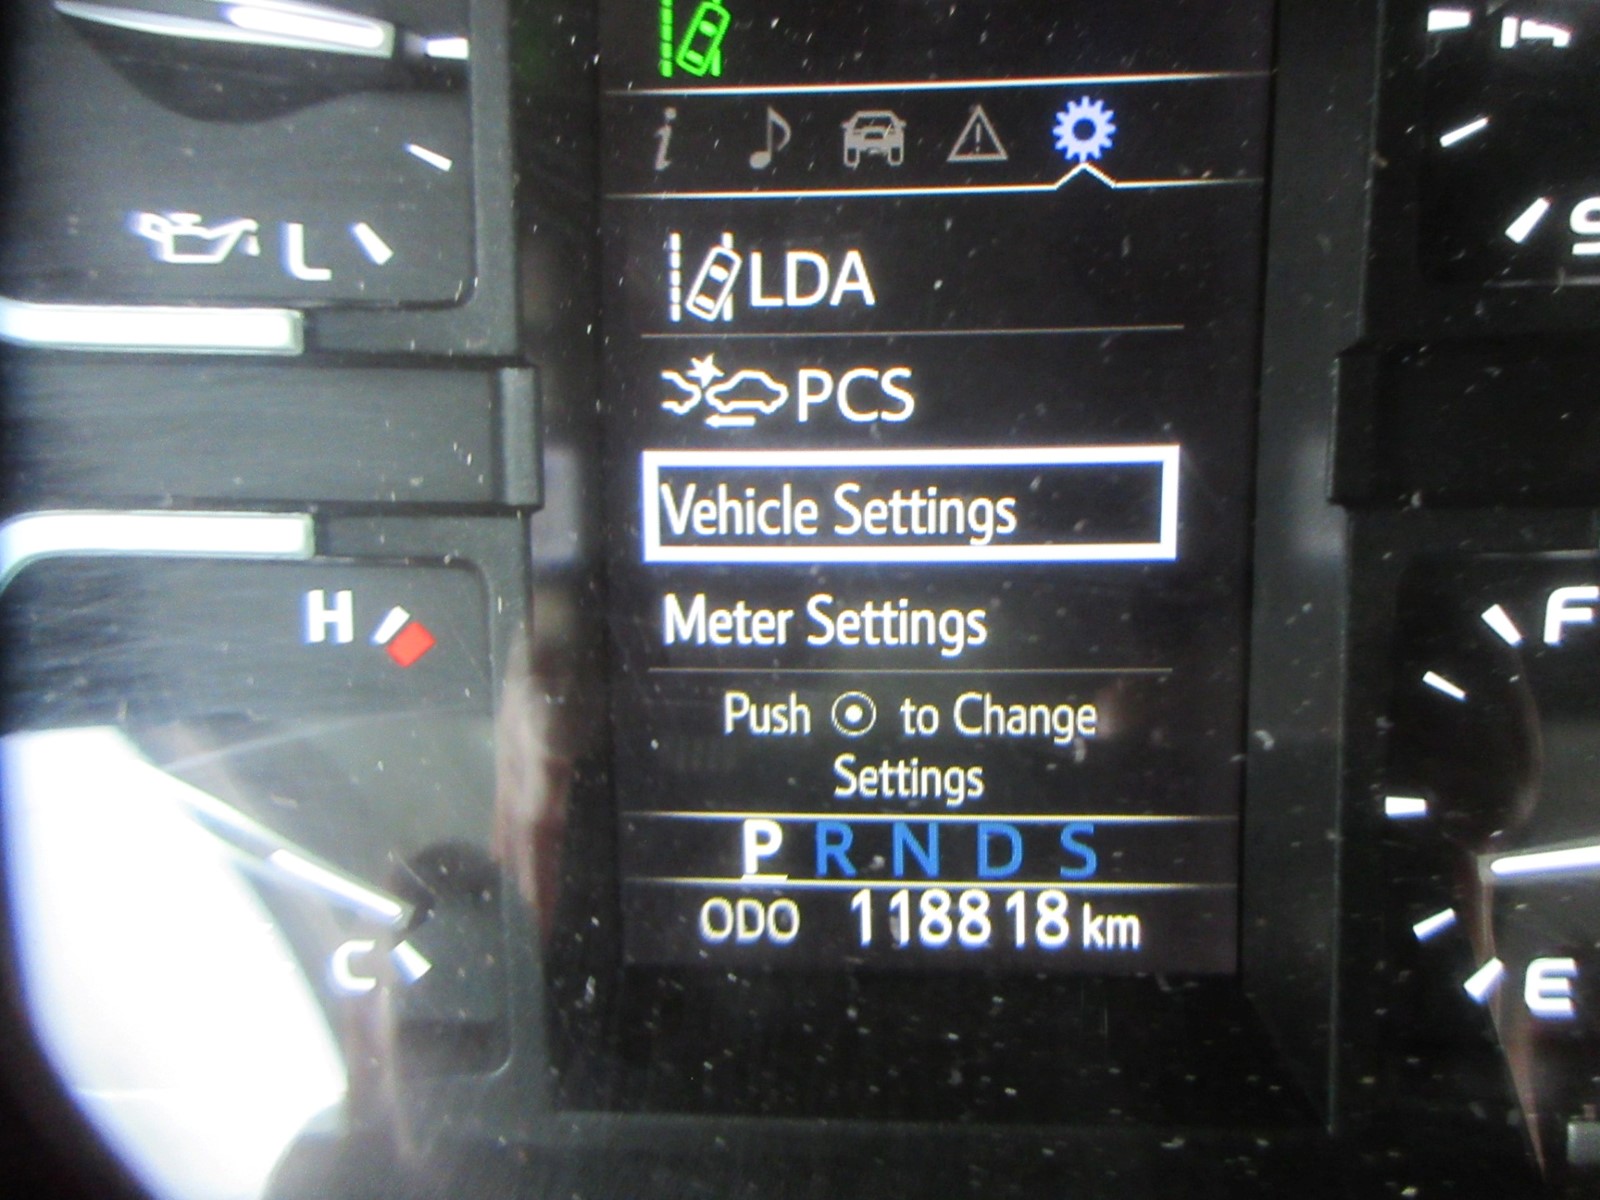 L
LDA
PCS
Vehicle Settings
H
Meter Settings
F
Push to Change
Settings
P R N D S
ODO 118818 km
C
E